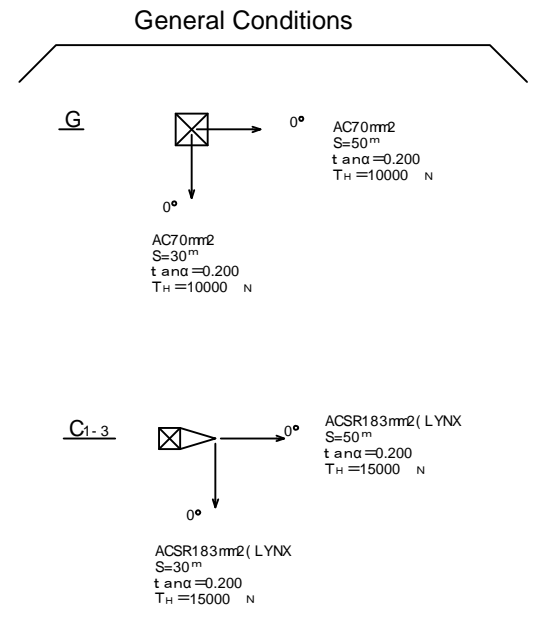 General Conditions
G
0°
AC70mm2
S=50m
tanα=0.200
TH=10000 N
0°
AC70mm2
S=30m
tanα=0.200
TH=10000 N
C1-3
0°
ACSR183mm2(LYNX
S=50m
tanα=0.200
TH=15000 N
0°
ACSR183mm2(LYNX
S=30m
tanα=0.200
TH=15000 N